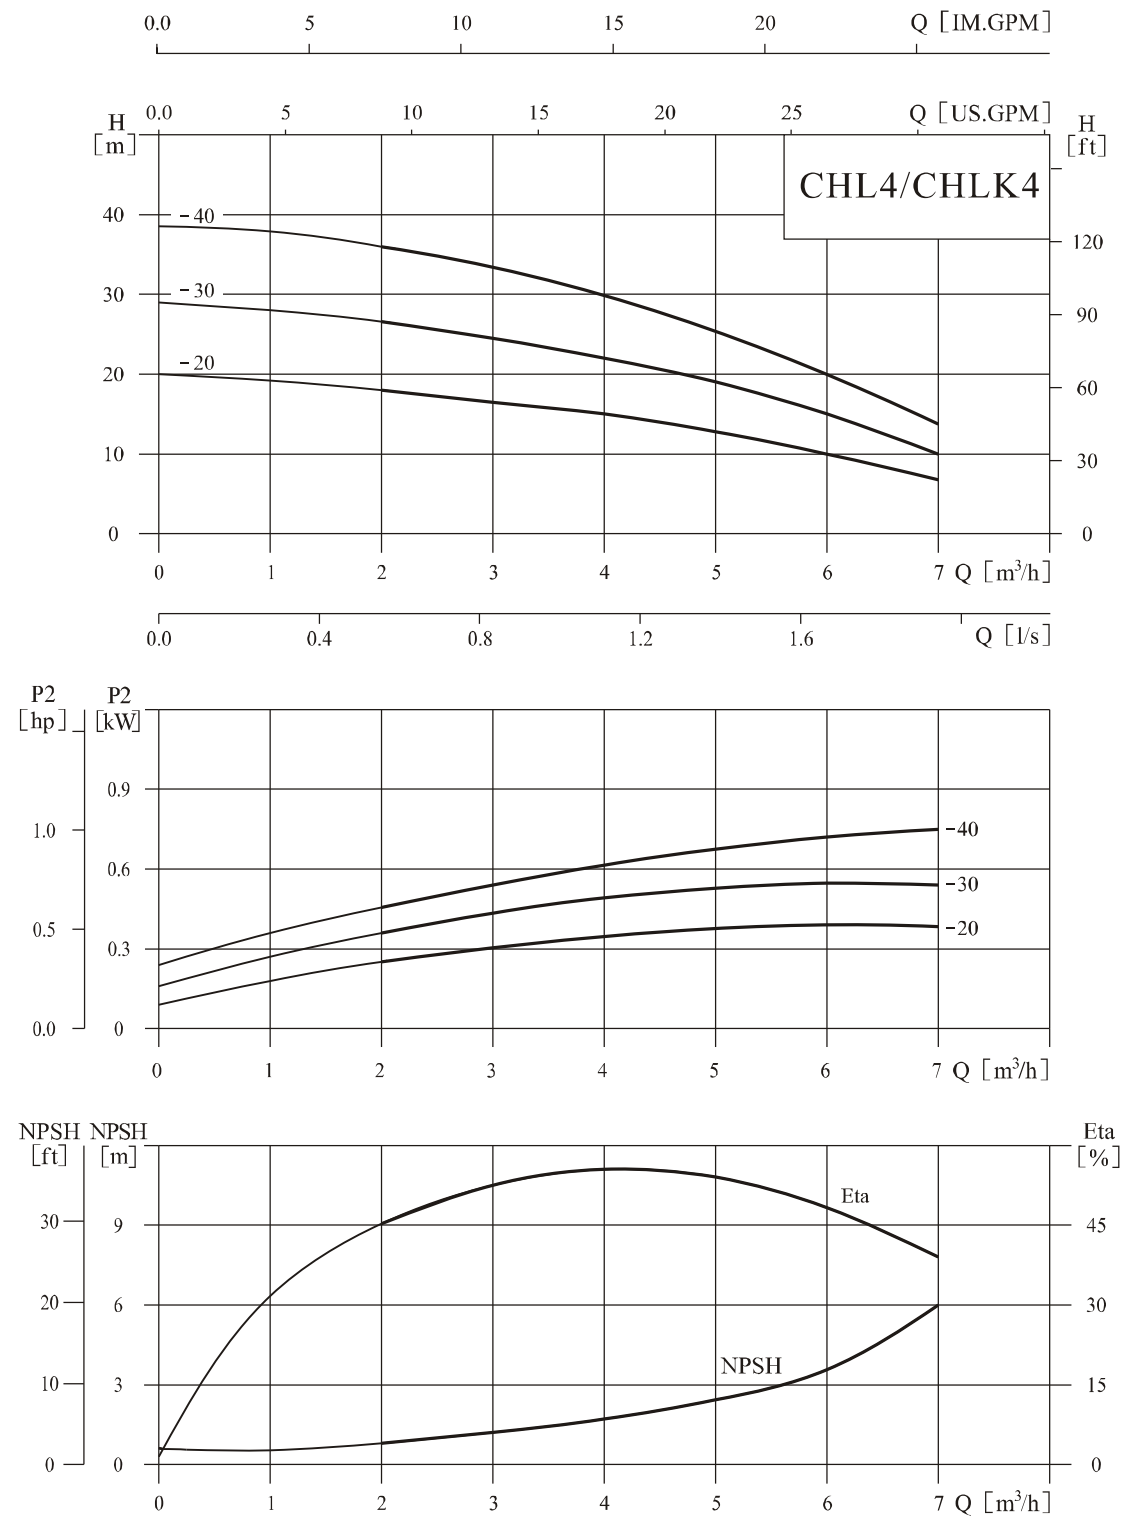 0.0 5 10 15 20 Q [IM.GPM]
0.0 5 10 15 20 25 Q [US.GPM]
H
[m]
H
[ft]
CHL4/CHLK4
40 -40
120
30 -30
90
20 -20
60
10
30
0 0
0 1 2 3 4 5 6 7 Q [m³/h]
0.0 0.4 0.8 1.2 1.6 Q [l/s]
P2 P2
[hp] [kW]
0.9
1.0 -40
0.6
-30
0.5 -20
0.3
0.0 0
0 1 2 3 4 5 6 7 Q [m³/h]
NPSH NPSH Eta
[ft] [m] [%]
Eta
30 9 45
20 6 30
NPSH
10 3 15
0 0 0
0 1 2 3 4 5 6 7 Q [m³/h]